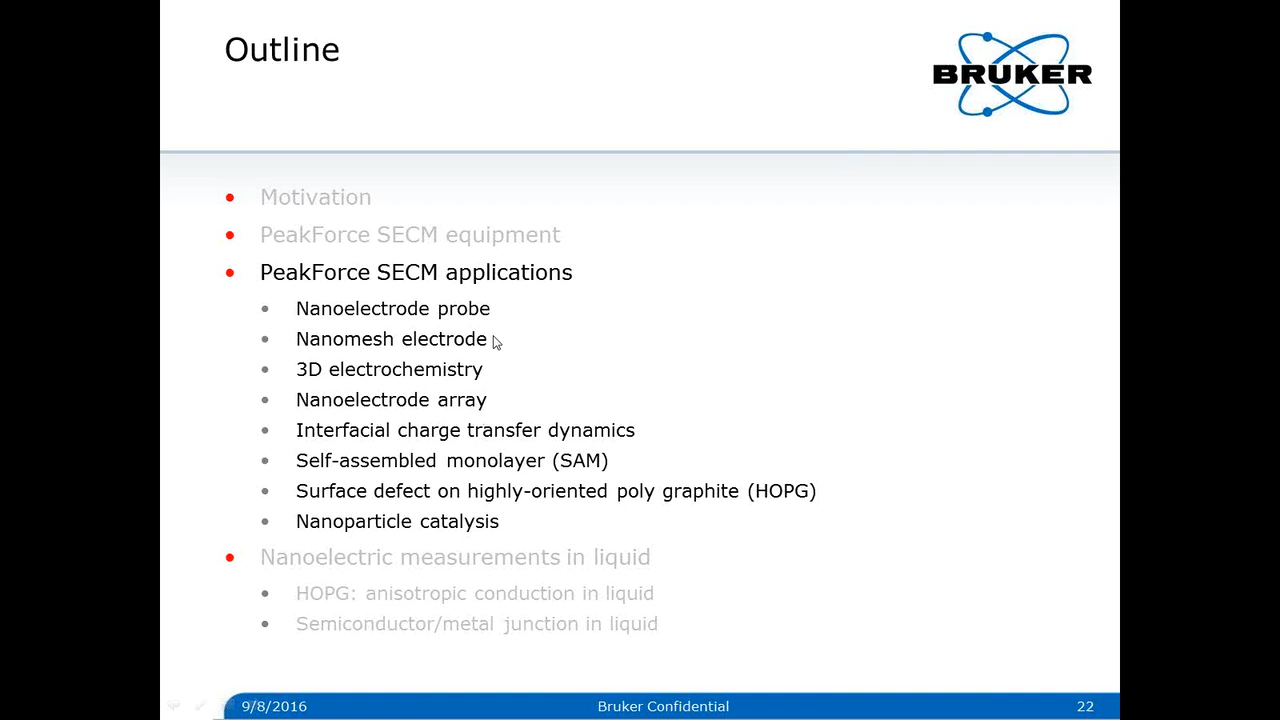 Outline
BRUKER
Motivation
PeakForce SECM equipment
PeakForce SECM applications
Nanoelectrode probe
Nanomesh electrode
3D electrochemistry
Nanoelectrode array
Interfacial charge transfer dynamics
Self-assembled monolayer (SAM)
Surface defect on highly-oriented poly graphite (HOPG)
Nanoparticle catalysis
Nanoelectric measurements in liquid
HOPG: anisotropic conduction in liquid
Semiconductor/metal junction in liquid
9/8/2016
Bruker Confidential
22